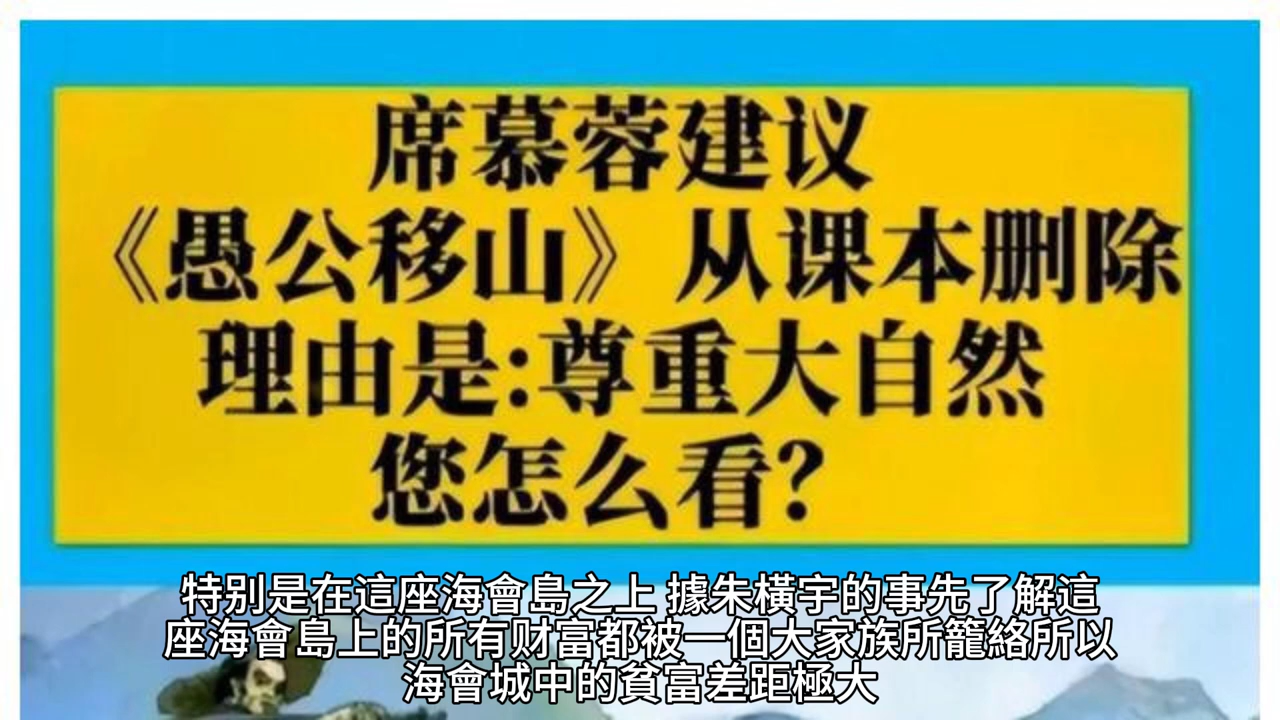 席慕蓉建议
《愚公移山》从课本删除
理由是:尊重大自然
您怎么看?
特别是在這座海會島之上 據朱橫宇的事先了解這
座海會島上的所有财富都被一個大家族所籠絡所以
海會城中的貧富差距極大